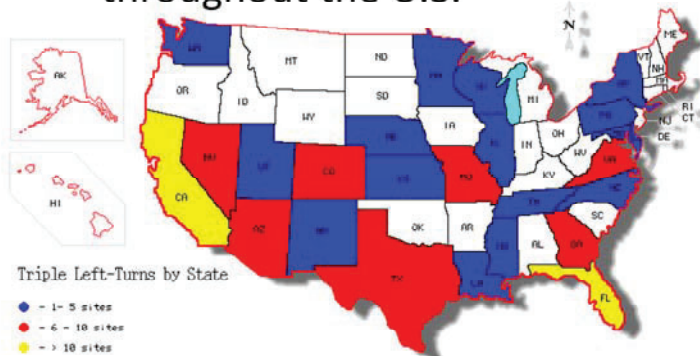 throughout the U.S.
N
ME
AK
WA
VT
NH
MT
ND
MN
OR
ID
SD
WI
MI
NY
WY
RI
CT
IA
PA
NJ
NV
NE
OH
DE
UT
IL
IN
WV
CA
CO
KS
MO
KY
VA
HI
TN
NC
AZ
NM
OK
AR
SC
MS
AL
GA
TX
LA
FL
Triple Left-Turns by State
- 1- 5 sites
- 6 - 10 sites
- > 10 sites